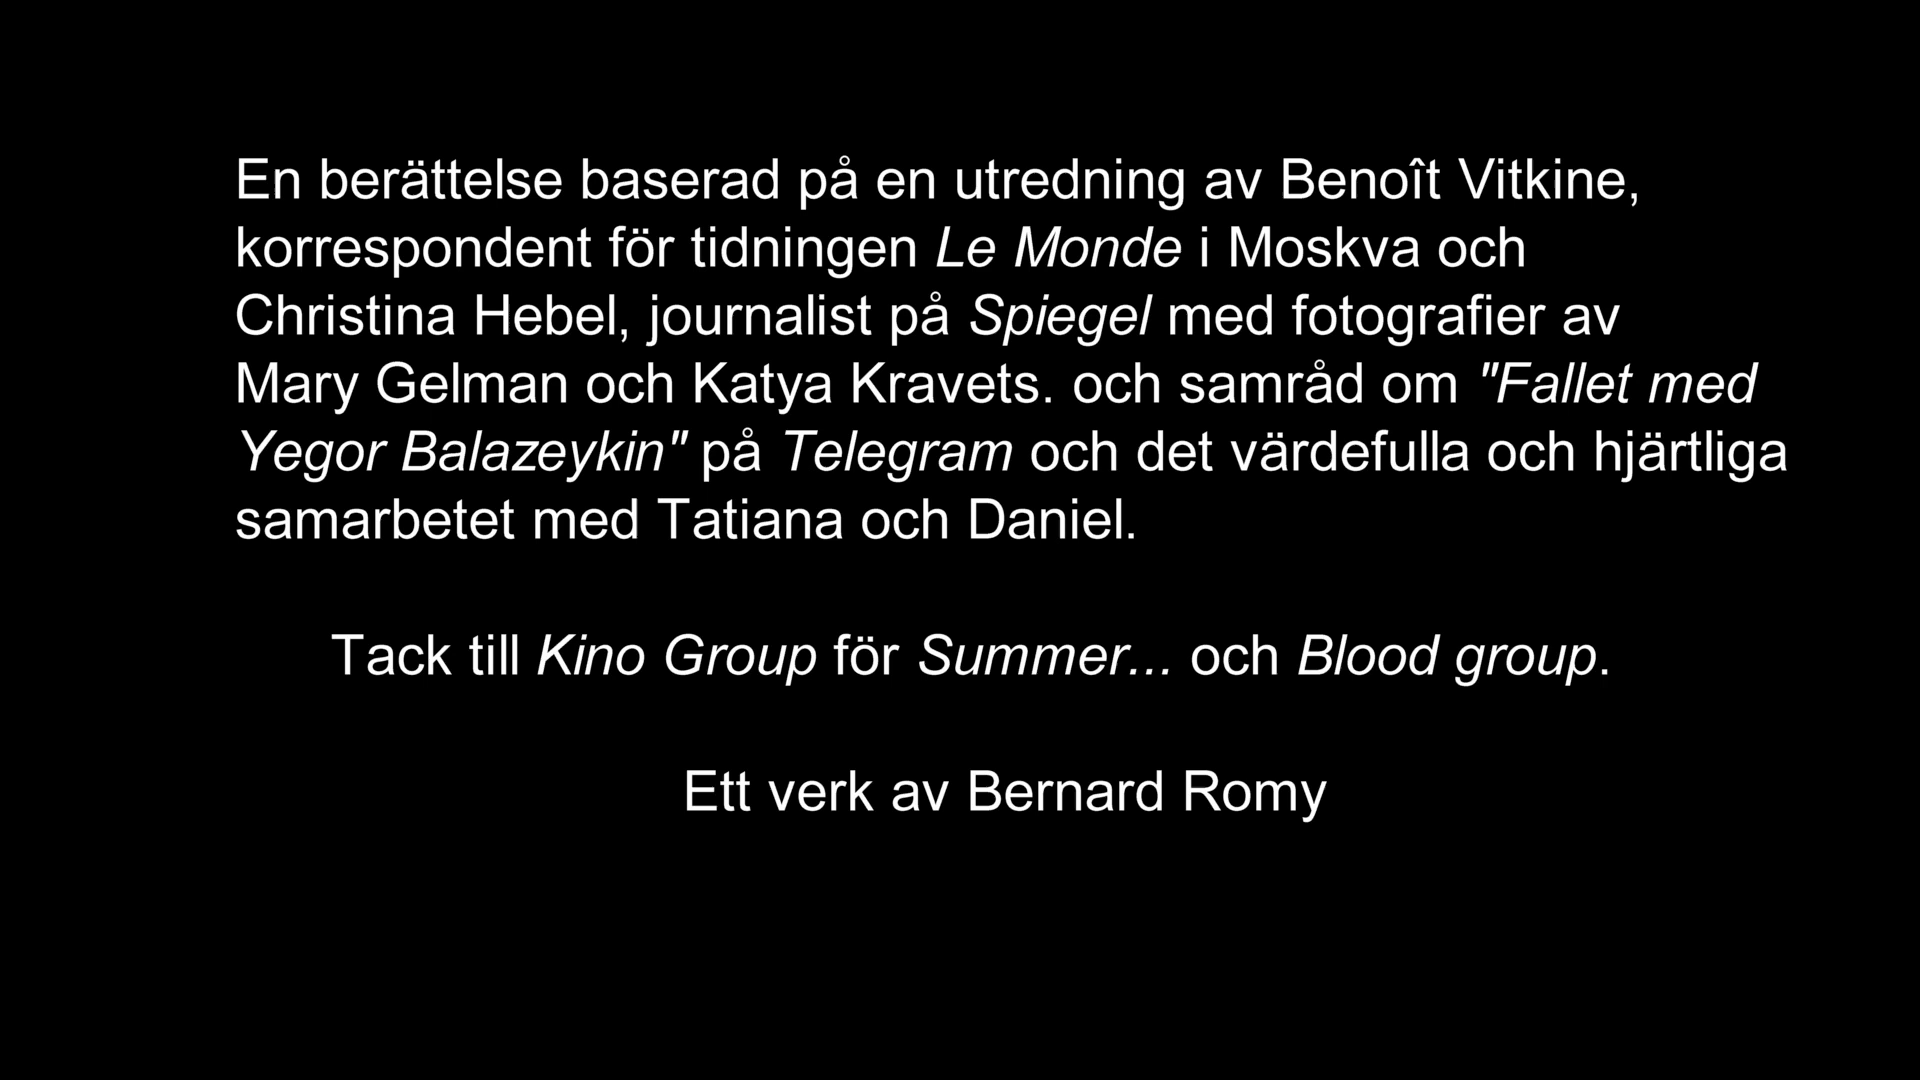 En berättelse baserad på en utredning av Benoît Vitkine,
korrespondent för tidningen Le Monde i Moskva och
Christina Hebel, journalist på Spiegel med fotografier av
Mary Gelman och Katya Kravets. och samråd om "Fallet med
Yegor Balazeykin" på Telegram och det värdefulla och hjärtliga
samarbetet med Tatiana och Daniel.
Tack till Kino Group för Summer... och Blood group.
Ett verk av Bernard Romy